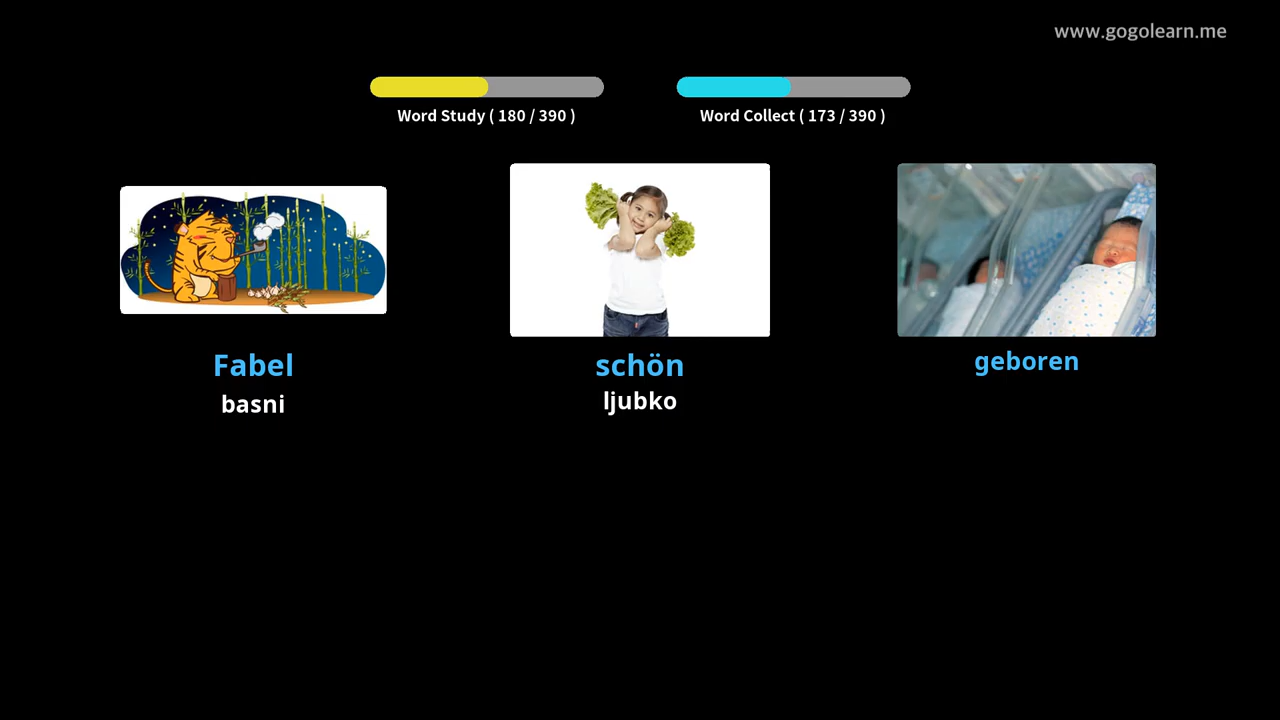 www.gogolearn.me
Word Study ( 180 / 390 )
Word Collect ( 173 / 390 )
Fabel
basni
schön
ljubko
geboren